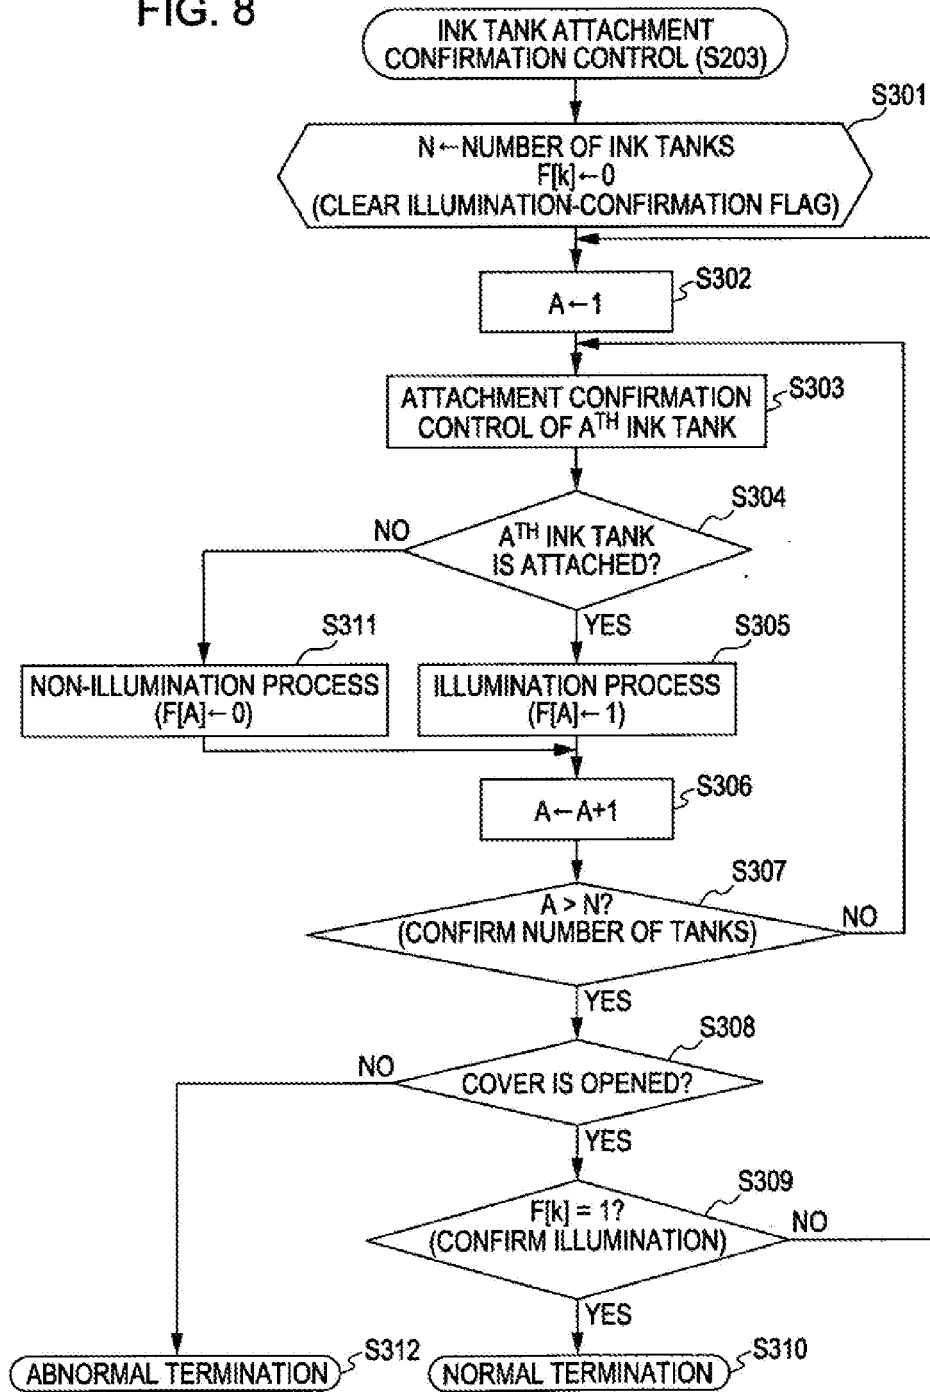 FIG. 8
INK TANK ATTACHMENT
CONFIRMATION CONTROL (S203)
S301
N←NUMBER OF INK TANKS
F[k]←0
(CLEAR ILLUMINATION-CONFIRMATION FLAG)
S302
A←1
S303
ATTACHMENT CONFIRMATION
CONTROL OF ATH INK TANK
S304
NO
ATH INK TANK
IS ATTACHED?
YES
S311
S305
NON-ILLUMINATION PROCESS
(F[A]←0)
ILLUMINATION PROCESS
(F[A]←1)
S306
A←A+1
S307
A > N?
(CONFIRM NUMBER OF TANKS)
NO
YES
S308
NO
COVER IS OPENED?
YES
S309
F[k] = 1?
(CONFIRM ILLUMINATION)
NO
YES
ABNORMAL TERMINATION
S312
NORMAL TERMINATION
S310